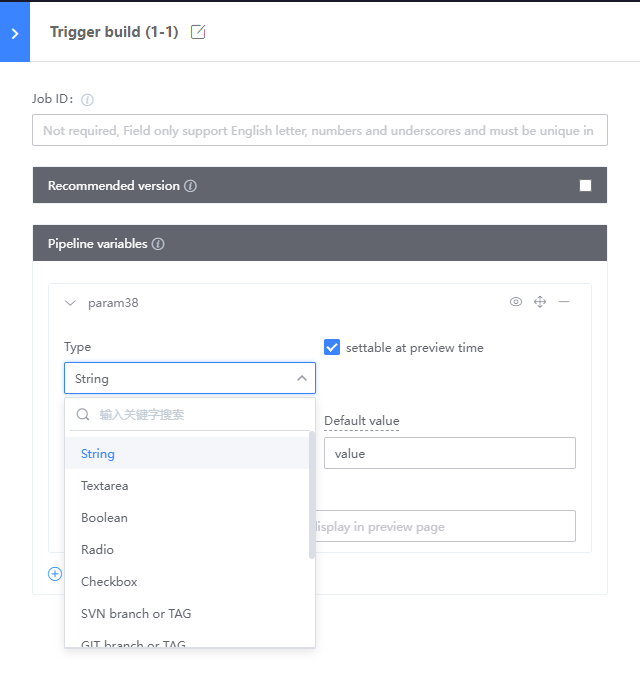 Trigger build (1-1)
Job ID:
Not required, Field only support English letter, numbers and underscores and must be unique in
Recommended version
Pipeline variables
param38
Type
settable at preview time
String
输入关键字搜索
Default value
String
value
Textarea
Boolean
display in preview page
Radio
Checkbox
SVN branch or TAG
GIT branch or TAG